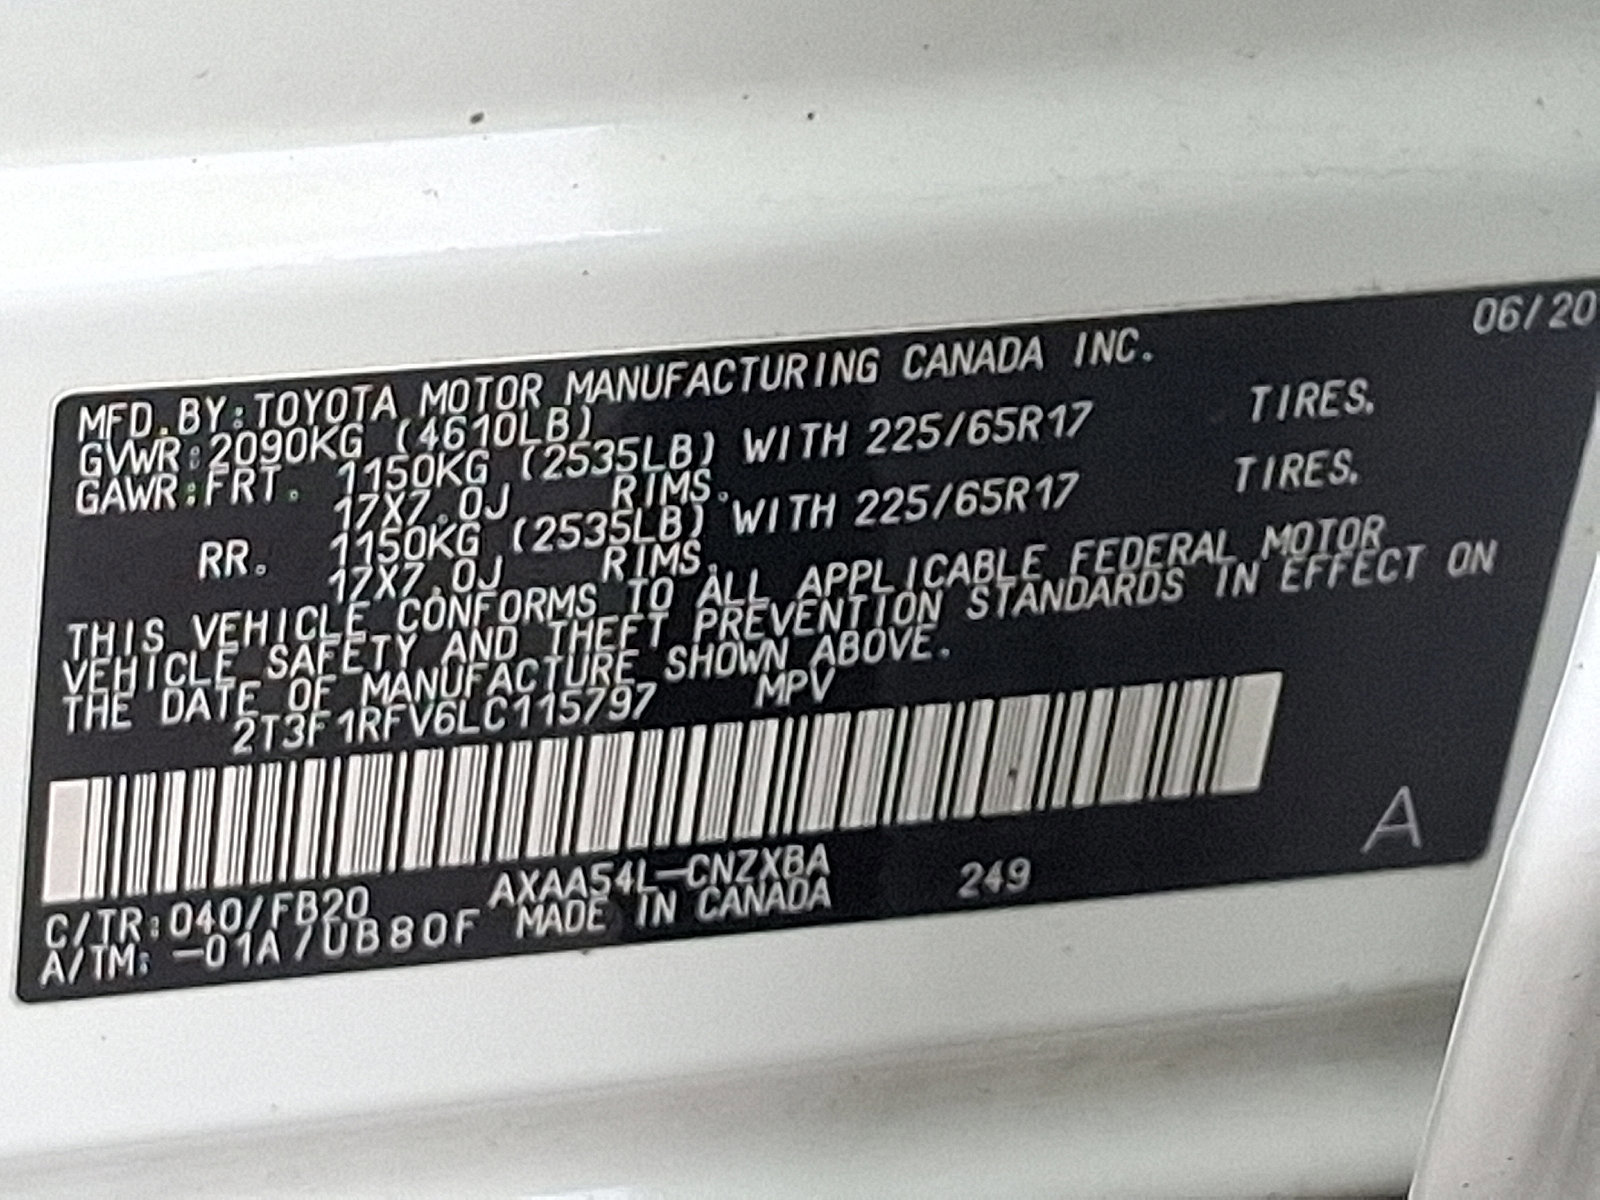 06/20
MFD.BY:TOYOTA MOTOR MANUFACTURING CANADA INC.
GVWR:2090KG (4610LB)
GAWR:FRT. 1150KG (2535LB) WITH 225/65R17 TIRES.
17X7.0J RIMS.
RR. 1150KG (2535LB) WITH 225/65R17 TIRES.
17X7.0J RIMS.
THIS VEHICLE CONFORMS TO ALL APPLICABLE FEDERAL MOTOR
VEHICLE SAFETY AND THEFT PREVENTION STANDARDS IN EFFECT ON
THE DATE OF MANUFACTURE SHOWN ABOVE.
2T3F1RFV6LC115797 MPV
A
C/TR:040/FB20 AXAA54L-CNZXBA 249
A/TM: -01A/UB80F MADE IN CANADA